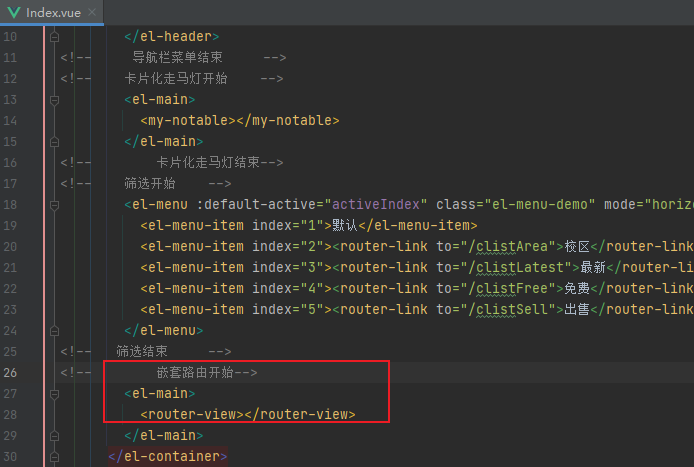 Index.vue
10 </el-header>
11 <!-- 导航栏菜单结束 -->
12 <!-- 卡片化走马灯开始 -->
13 <el-main>
14 <my-notable></my-notable>
15 </el-main>
16 <!-- 卡片化走马灯结束-->
17 <!-- 筛选开始 -->
18 <el-menu :default-active="activeIndex" class="el-menu-demo" mode="horiz
19 <el-menu-item index="1">默认</el-menu-item>
20 <el-menu-item index="2"><router-link to="/clistArea">校区</router-link
21 <el-menu-item index="3"><router-link to="/clistLatest">最新</router-li
22 <el-menu-item index="4"><router-link to="/clistFree">免费</router-link
23 <el-menu-item index="5"><router-link to="/clistSell">出售</router-link
24 </el-menu>
25 <!-- 筛选结束 -->
26 <!-- 嵌套路由开始-->
27 <el-main>
28 <router-view></router-view>
29 </el-main>
30 </el-container>